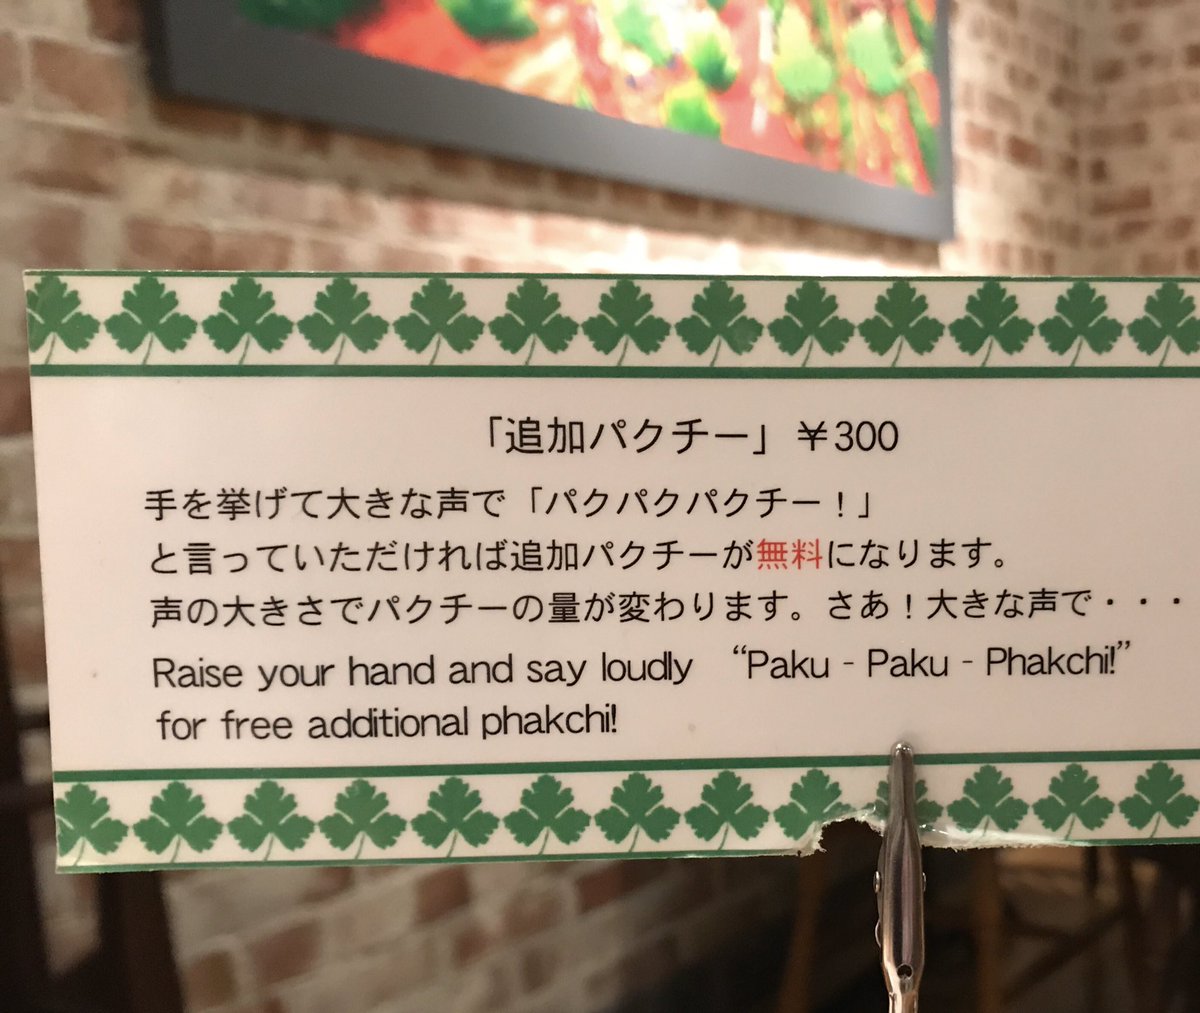 「追加パクチー」￥300
手を挙げて大きな声で「パクパクパクチー！」
と言っていただければ追加パクチーが無料になります。
声の大きさでパクチーの量が変わります。さあ！大きな声で・・・
Raise your hand and say loudly “Paku - Paku - Phakchi!”
for free additional phakchi!